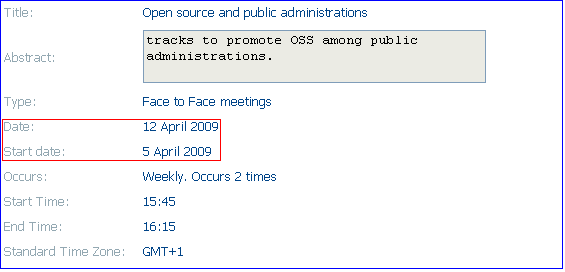 Title: Open source and public administrations
Abstract: tracks to promote OSS among public
administrations.
Type: Face to Face meetings
Date: 12 April 2009
Start date: 5 April 2009
Occurs: Weekly. Occurs 2 times
Start Time: 15:45
End Time: 16:15
Standard Time Zone: GMT+1